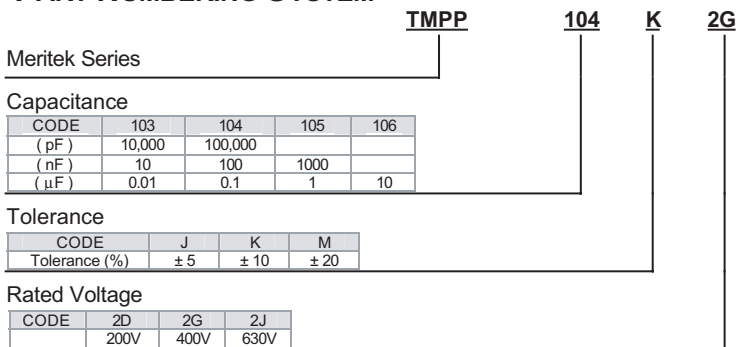 TMPP 104 K 2G
Meritek Series
Capacitance
CODE 103 104 105 106
( pF ) 10,000 100,000
( nF ) 10 100 1000
( μF ) 0.01 0.1 1 10
Tolerance
CODE J K M
Tolerance (%) ± 5 ± 10 ± 20
Rated Voltage
CODE 2D 2G 2J
200V 400V 630V